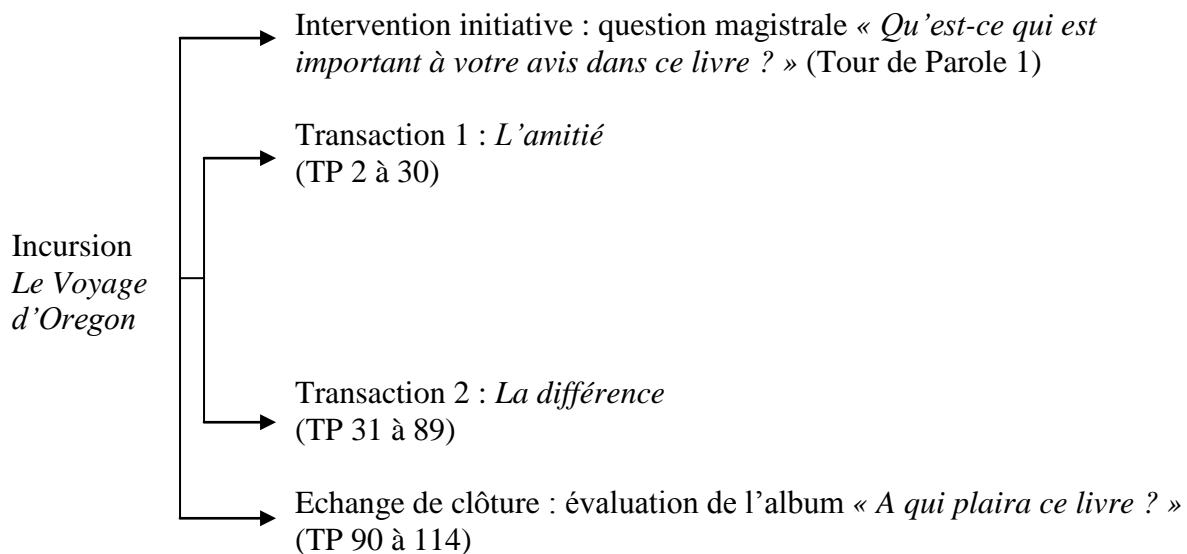 Intervention initiative : question magistrale « Qu’est-ce qui est
important à votre avis dans ce livre ? » (Tour de Parole 1)
Transaction 1 : L’amitié
(TP 2 à 30)
Incursion
Le Voyage
d’Oregon
Transaction 2 : La différence
(TP 31 à 89)
Echange de clôture : évaluation de l’album « A qui plaira ce livre ? »
(TP 90 à 114)